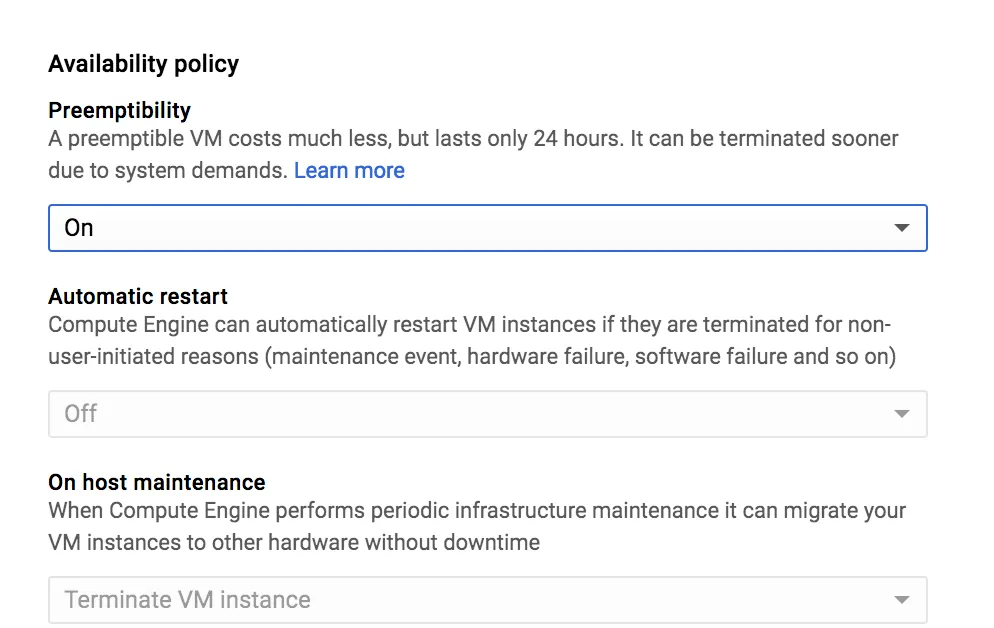 Availability policy
Preemptibility
A preemptible VM costs much less, but lasts only 24 hours. It can be terminated sooner
due to system demands. Learn more
On
Automatic restart
Compute Engine can automatically restart VM instances if they are terminated for non-
user-initiated reasons (maintenance event, hardware failure, software failure and so on)
Off
On host maintenance
When Compute Engine performs periodic infrastructure maintenance it can migrate your
VM instances to other hardware without downtime
Terminate VM instance